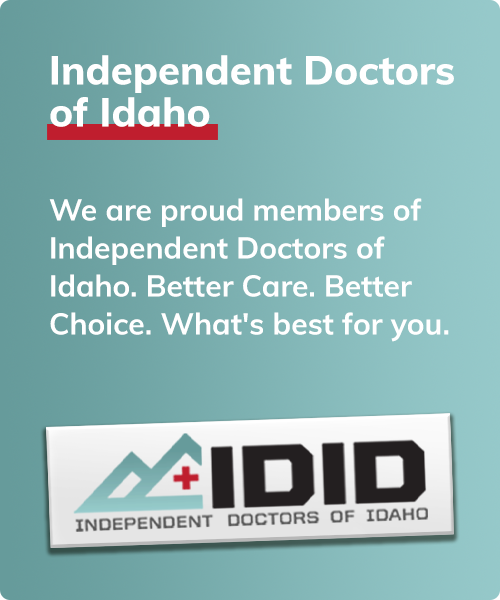 Independent Doctors
of Idaho
We are proud members of
Independent Doctors of
Idaho. Better Care. Better
Choice. What's best for you.
IDID
INDEPENDENT DOCTORS OF IDAHO